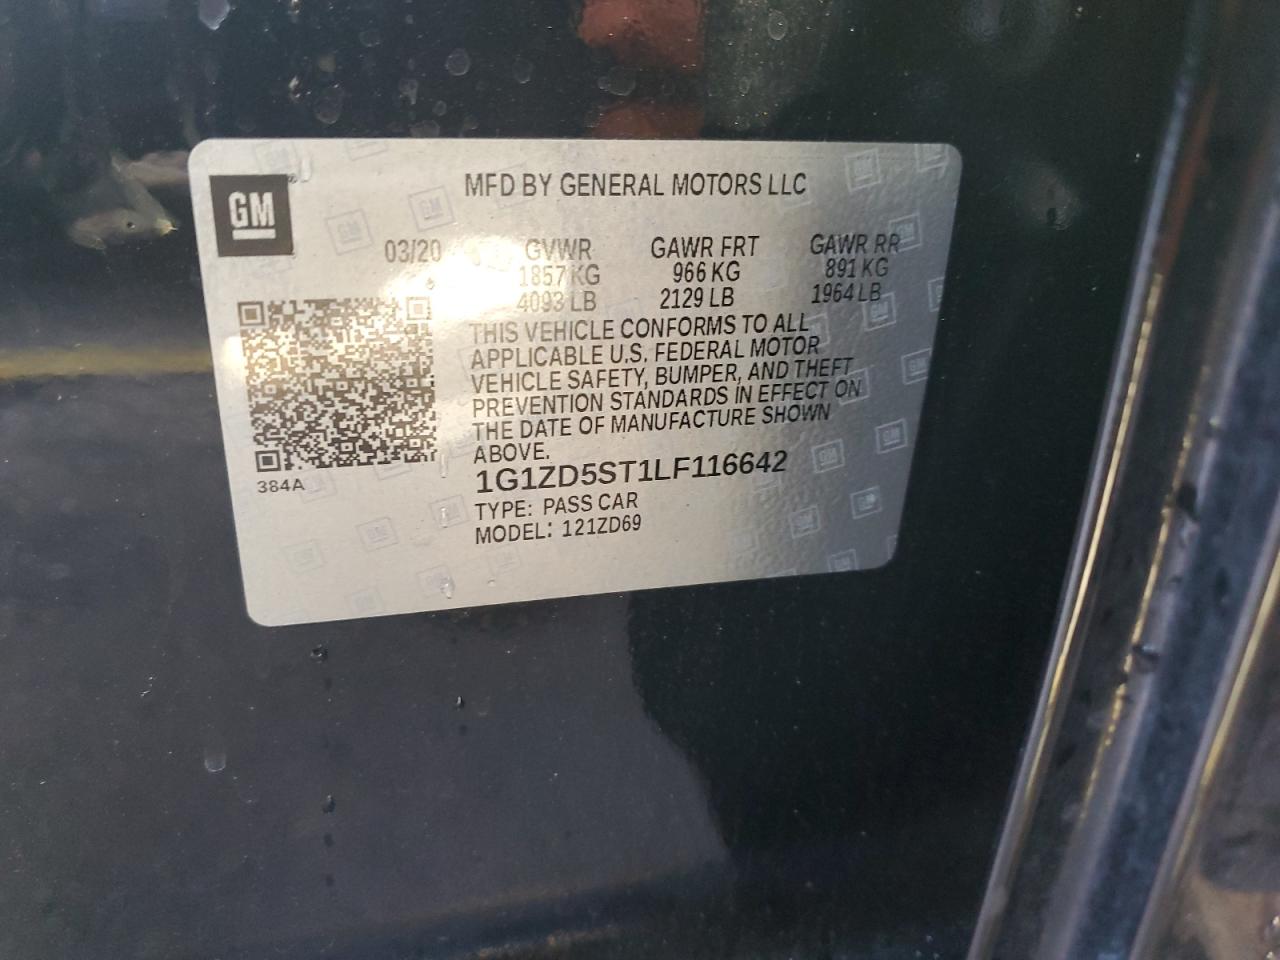 GM
MFD BY GENERAL MOTORS LLC
03/20 GVWR GAWR FRT GAWR RR
1857 KG 966 KG 891 KG
4093 LB 2129 LB 1964 LB
THIS VEHICLE CONFORMS TO ALL
APPLICABLE U.S. FEDERAL MOTOR
VEHICLE SAFETY, BUMPER, AND THEFT
PREVENTION STANDARDS IN EFFECT ON
THE DATE OF MANUFACTURE SHOWN
ABOVE.
384A
1G1ZD5ST1LF116642
TYPE: PASS CAR
MODEL: 121ZD69